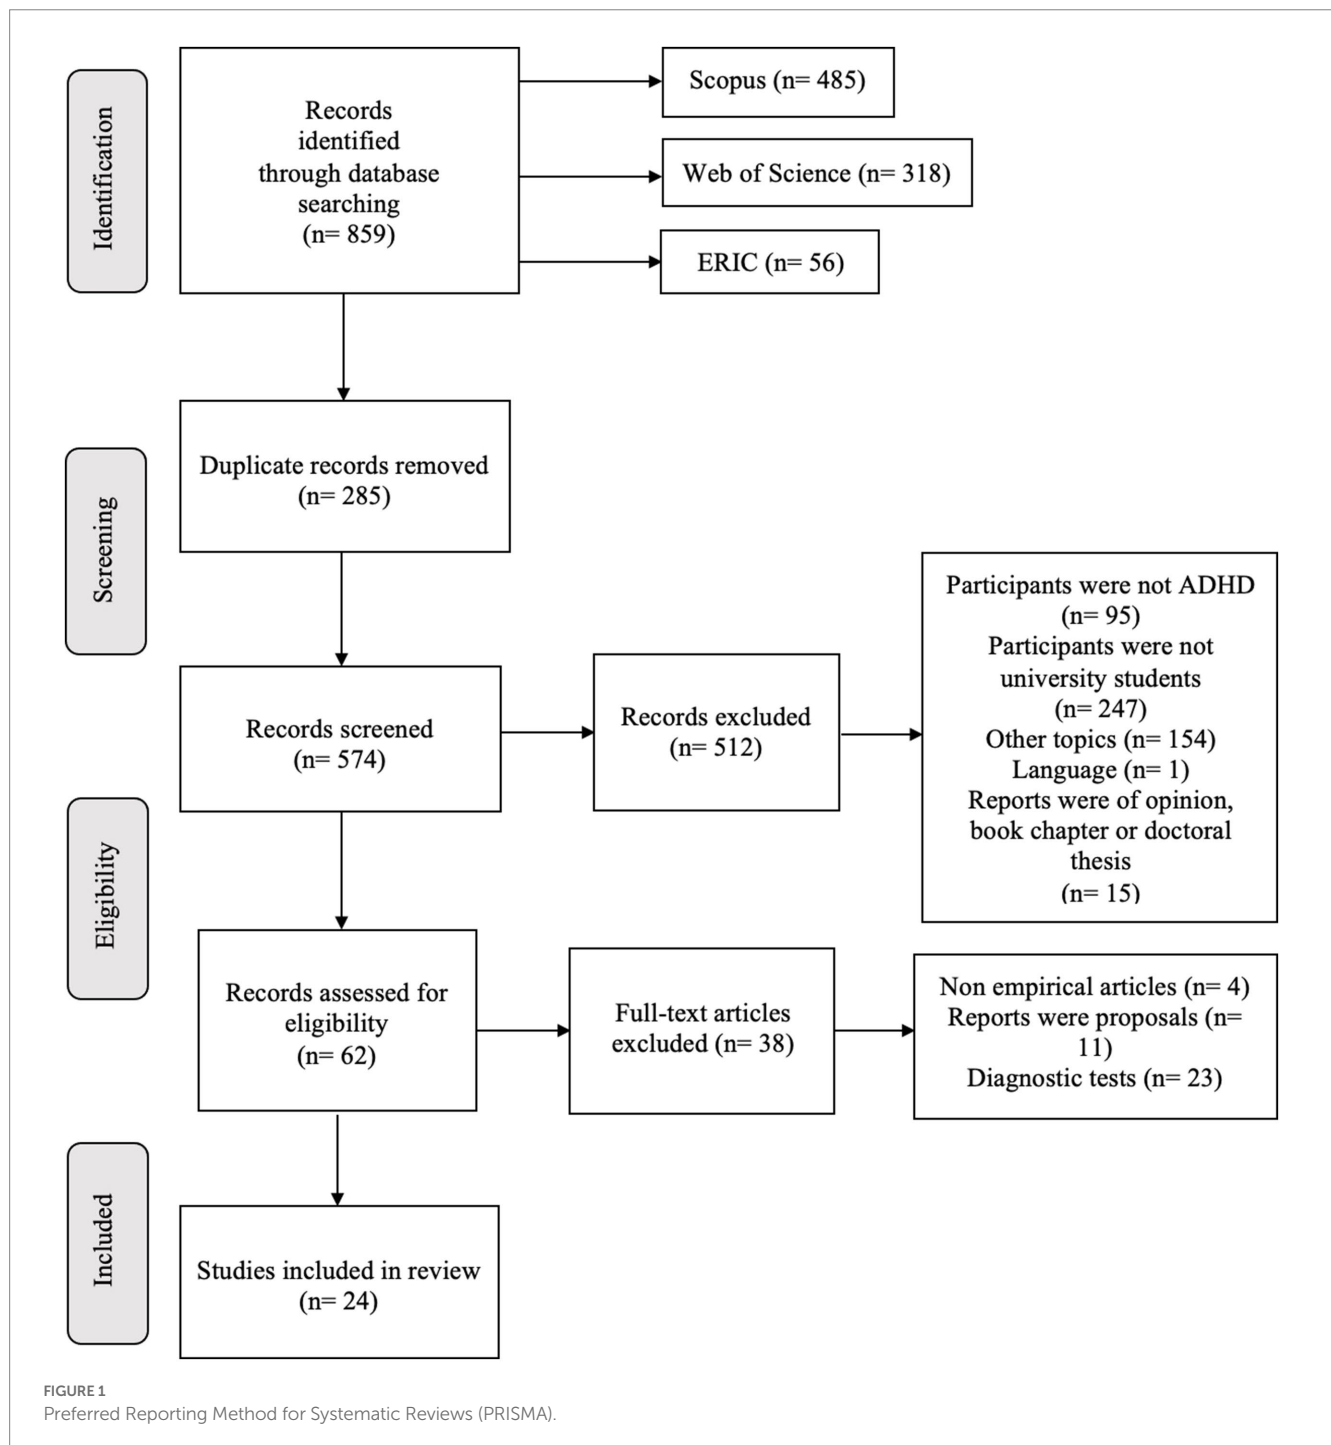 Identification
Records
identified
through database
searching
(n= 859)
Scopus (n= 485)
Web of Science (n= 318)
ERIC (n= 56)
Screening
Duplicate records removed
(n= 285)
Records screened
(n= 574)
Records excluded
(n= 512)
Participants were not ADHD
(n= 95)
Participants were not
university students
(n= 247)
Other topics (n= 154)
Language (n= 1)
Reports were of opinion,
book chapter or doctoral
thesis
(n= 15)
Eligibility
Records assessed for
eligibility
(n= 62)
Full-text articles
excluded (n= 38)
Non empirical articles (n= 4)
Reports were proposals (n=
11)
Diagnostic tests (n= 23)
Included
Studies included in review
(n= 24)
FIGURE 1
Preferred Reporting Method for Systematic Reviews (PRISMA).